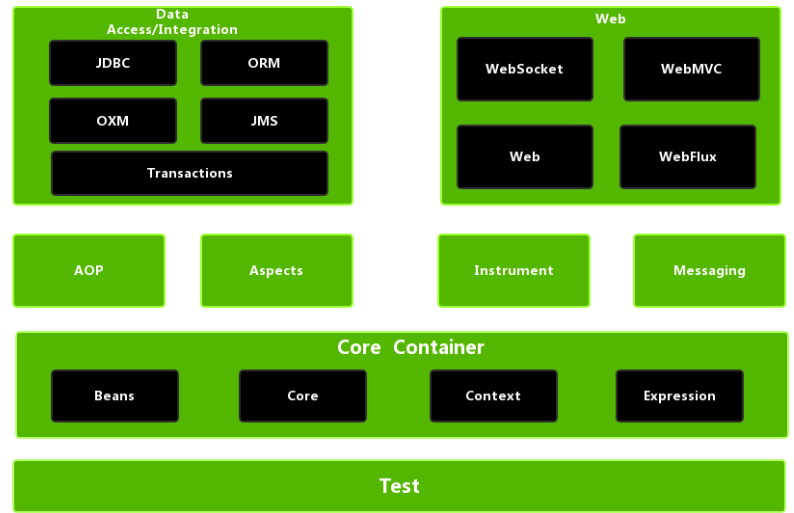 Data
Access/Integration
JDBC
ORM
OXM
JMS
Transactions
Web
WebSocket
WebMVC
Web
WebFlux
AOP
Aspects
Instrument
Messaging
Core Container
Beans
Core
Context
Expression
Test